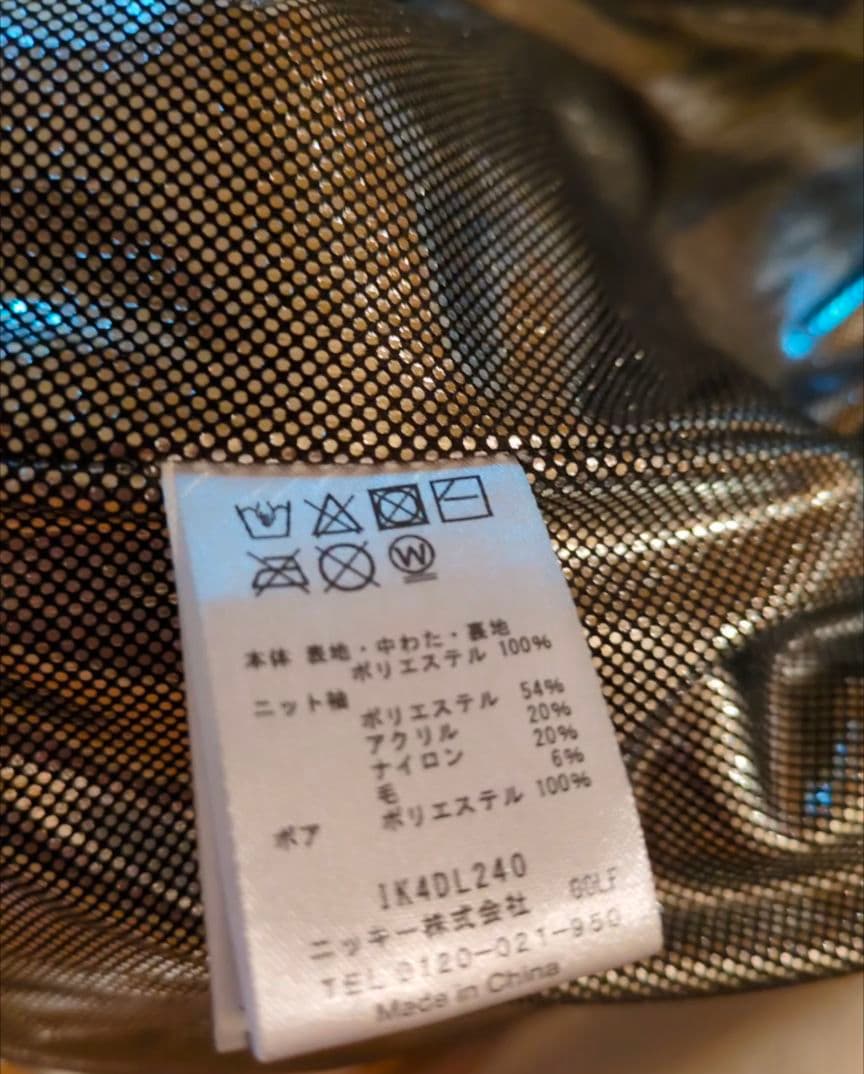 W
本体 表地・中わた・裏地
ポリエステル 100%
ニット袖
ポリエステル 54%
アクリル 20%
ナイロン 20%
毛 6%
ボア ポリエステル 100%
IK4DL240
GOLF
ニッキー株式会社
TEL 0120-021-950
Made in China